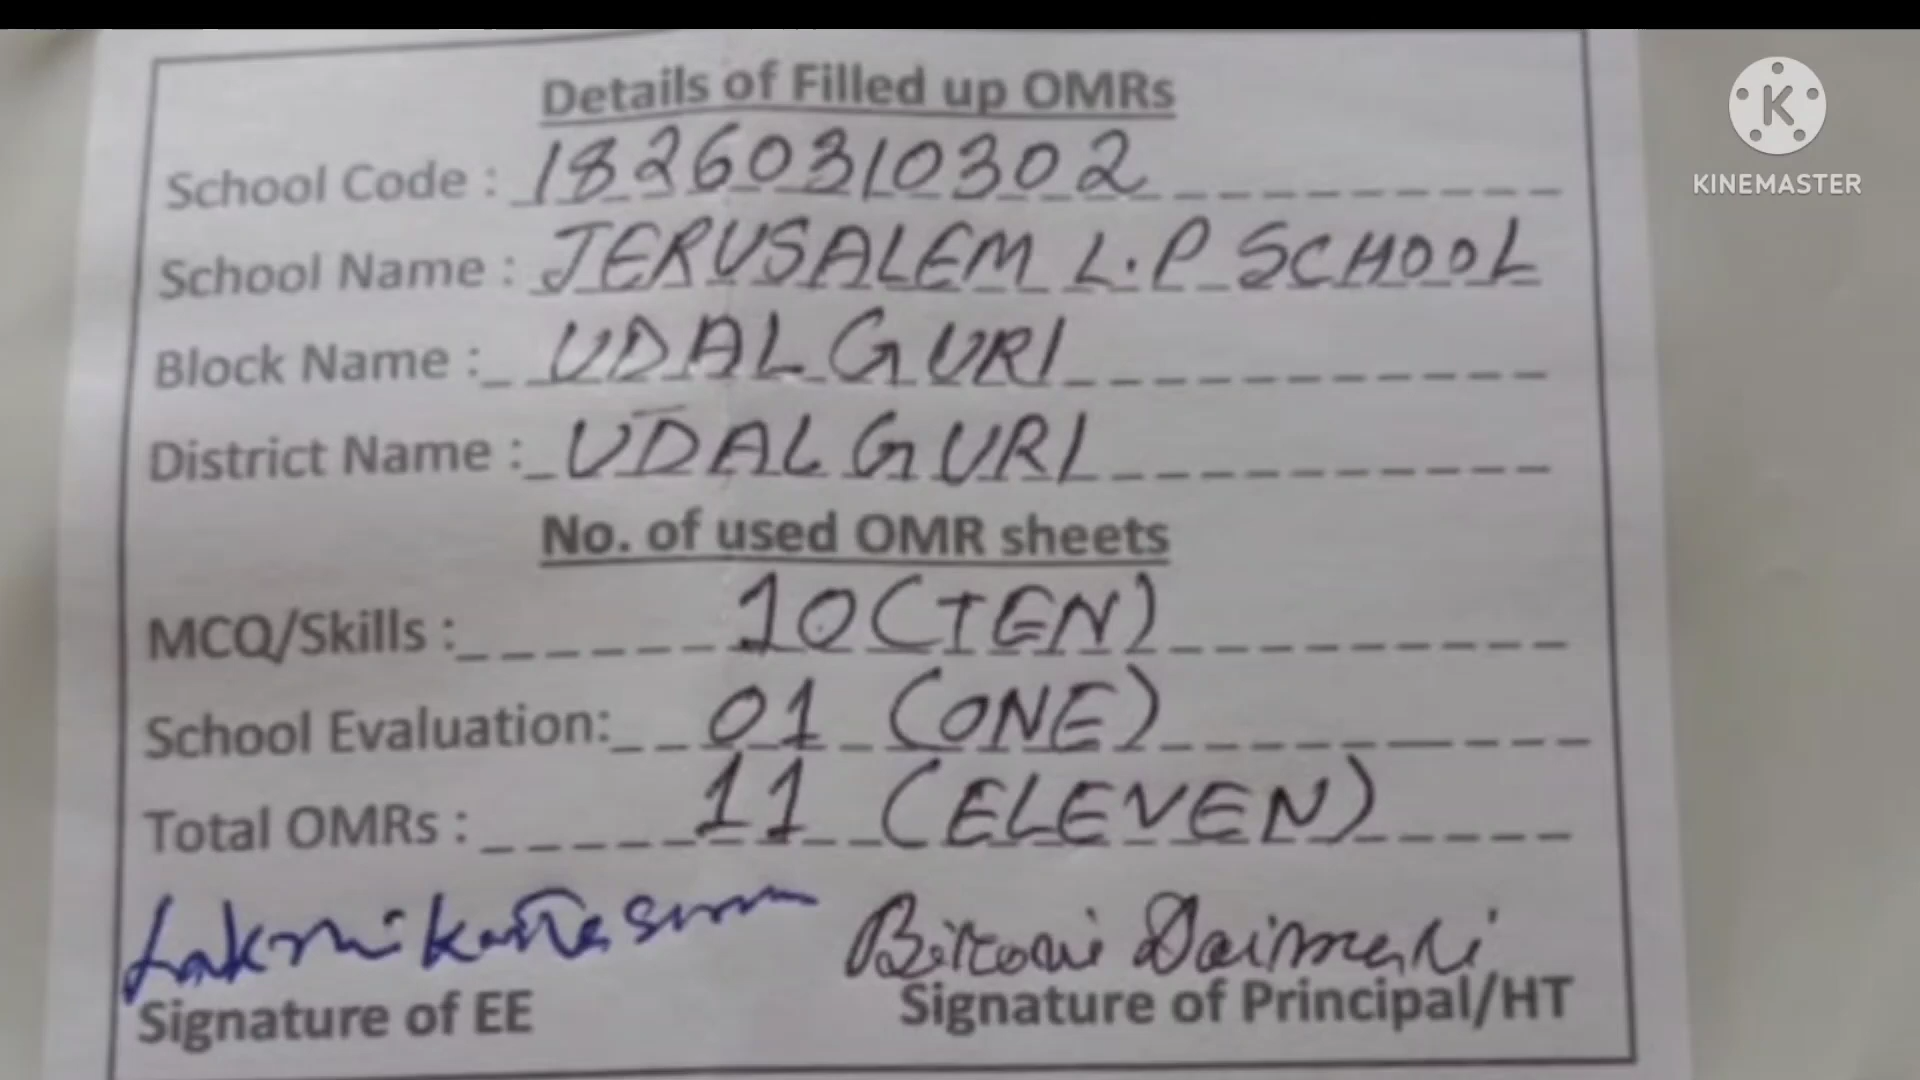 Details of Filled up OMRs
School Code : 18260310302
School Name : JERUSALEM L.P SCHOOL
Block Name : UDALGURI
District Name : UDALGURI
No. of used OMR sheets
MCQ/Skills : 10 (TEN)
School Evaluation: 01 (ONE)
Total OMRs : 11 (ELEVEN)
Daimari
Signature of EE
Signature of Principal/HT
K
KINEMASTER